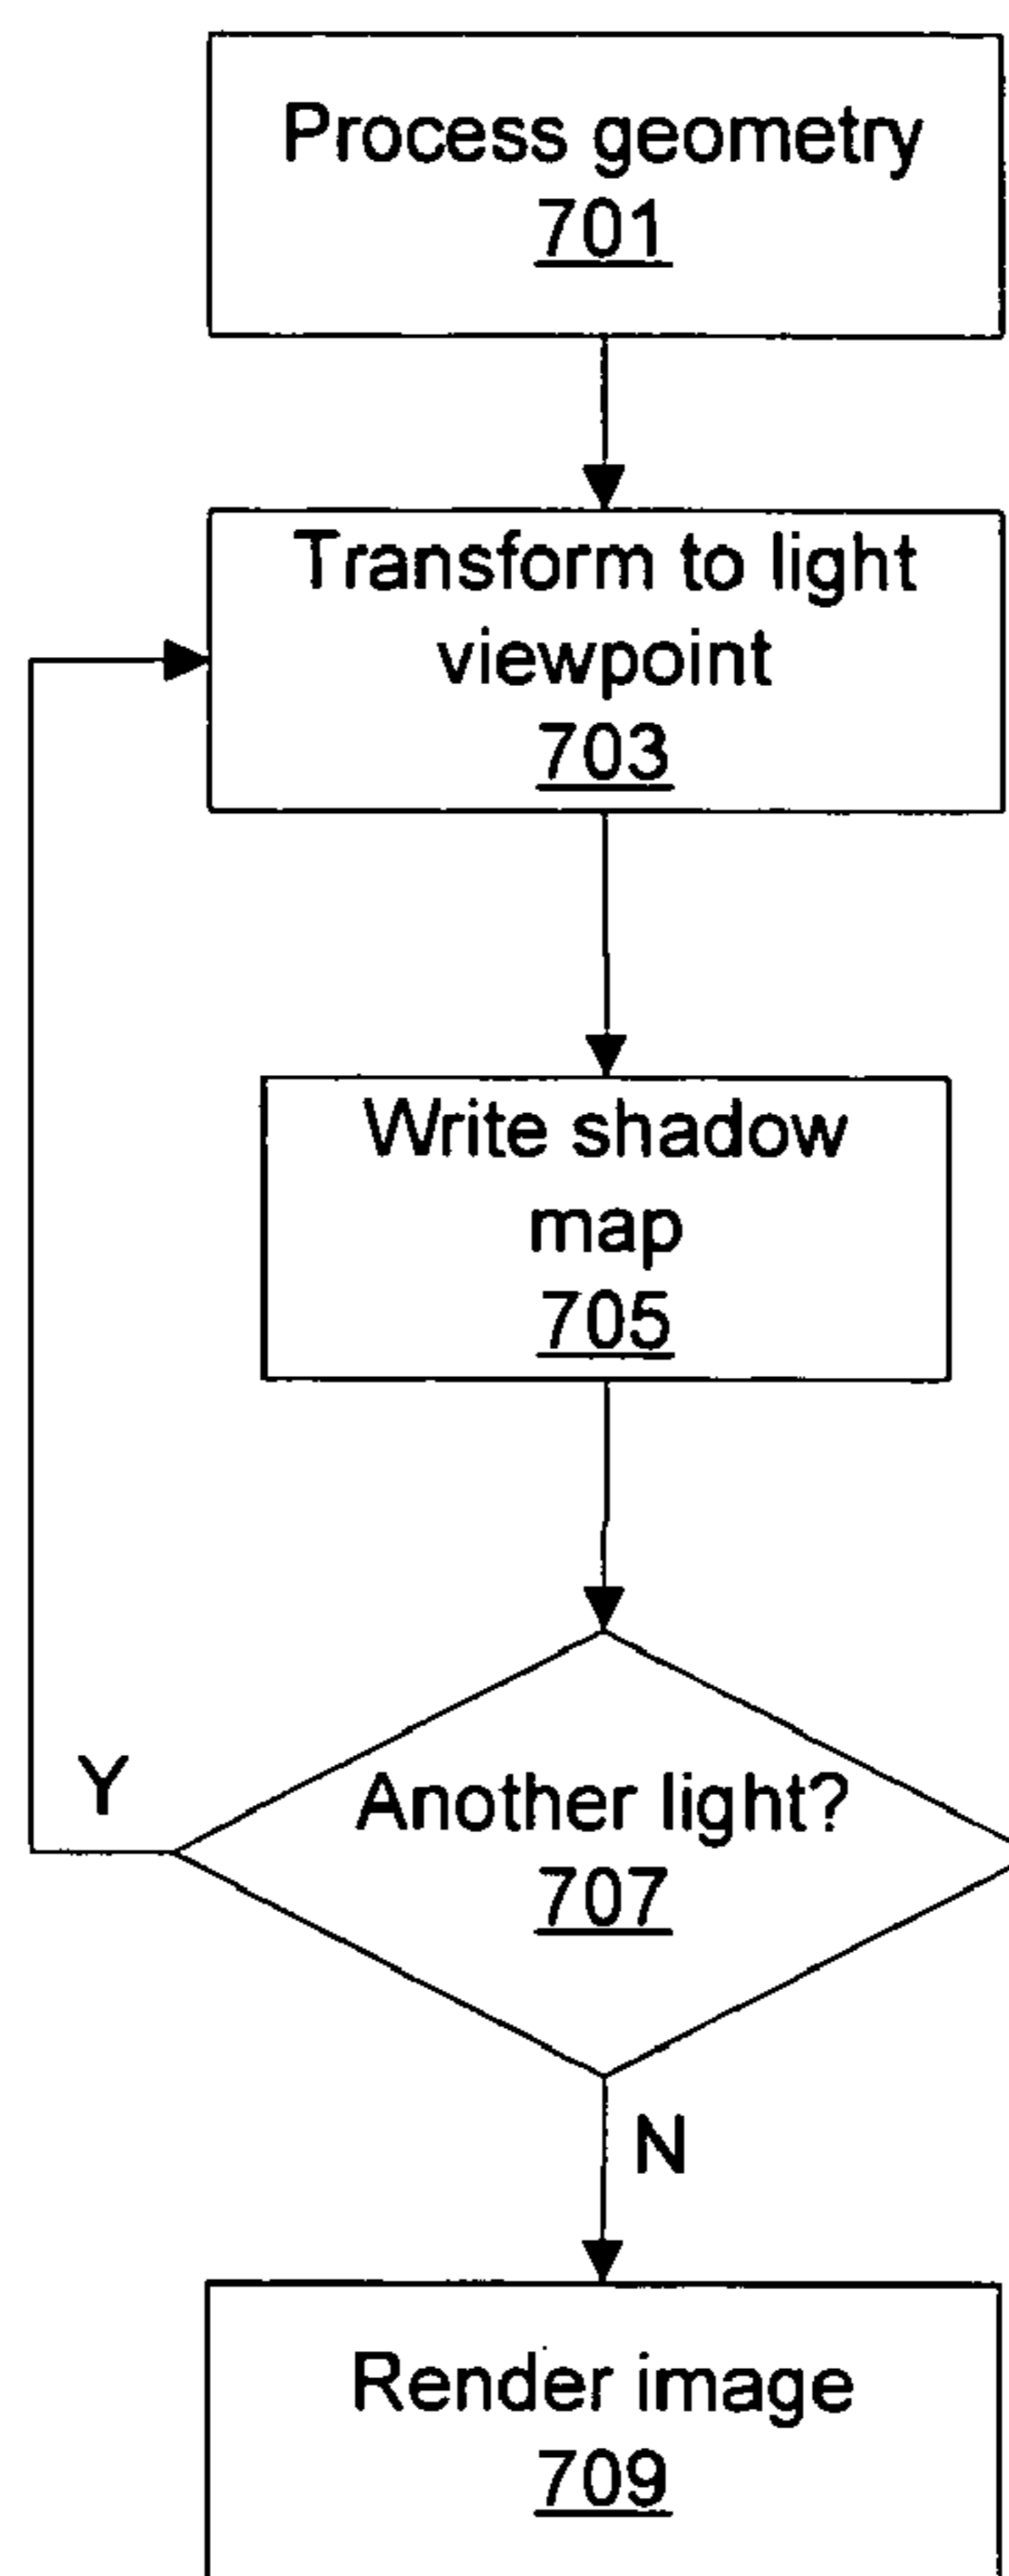 Process geometry
701
Transform to light
viewpoint
703
Write shadow
map
705
Another light?
707
Y
N
Render image
709